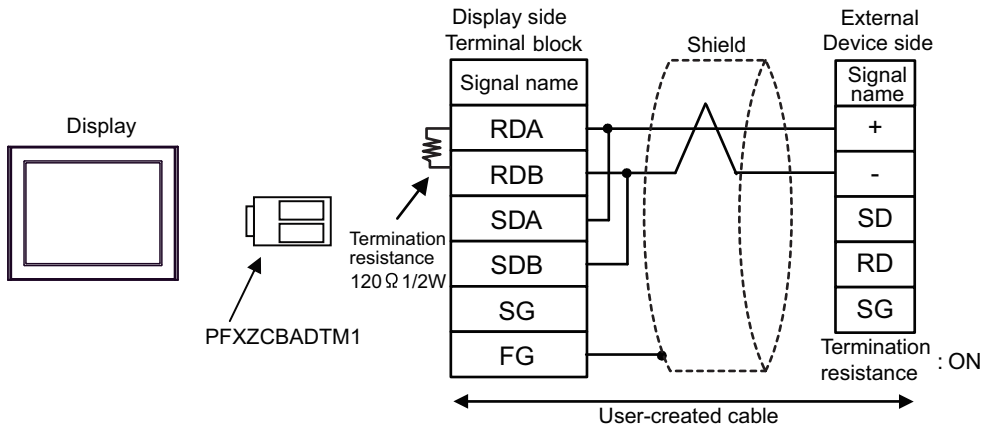 Display side
Terminal block
Shield
External
Device side
Signal name
Signal
name
Display
RDA
+
RDB
-
SDA
SD
Termination
resistance
120Ω 1/2W
SDB
RD
SG
SG
PFXZCBADTM1
FG
Termination
resistance
: ON
User-created cable